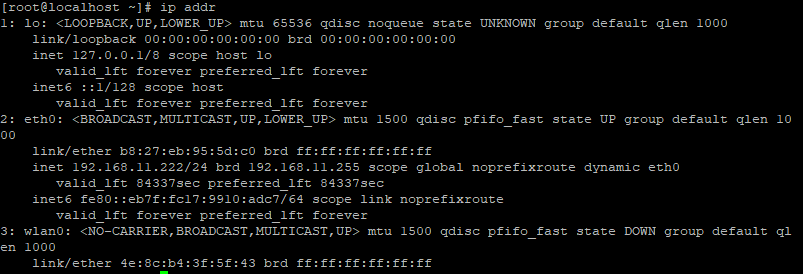 [root@localhost ~]# ip addr
1: lo: <LOOPBACK,UP,LOWER_UP> mtu 65536 qdisc noqueue state UNKNOWN group default qlen 1000
    link/loopback 00:00:00:00:00:00 brd 00:00:00:00:00:00
    inet 127.0.0.1/8 scope host lo
       valid_lft forever preferred_lft forever
    inet6 ::1/128 scope host
       valid_lft forever preferred_lft forever
2: eth0: <BROADCAST,MULTICAST,UP,LOWER_UP> mtu 1500 qdisc pfifo_fast state UP group default qlen 10
00
    link/ether b8:27:eb:95:5d:c0 brd ff:ff:ff:ff:ff:ff
    inet 192.168.11.222/24 brd 192.168.11.255 scope global noprefixroute dynamic eth0
       valid_lft 84337sec preferred_lft 84337sec
    inet6 fe80::eb7f:fc17:9910:adc7/64 scope link noprefixroute
       valid_lft forever preferred_lft forever
3: wlan0: <NO-CARRIER,BROADCAST,MULTICAST,UP> mtu 1500 qdisc pfifo_fast state DOWN group default ql
en 1000
    link/ether 4e:8c:b4:3f:5f:43 brd ff:ff:ff:ff:ff:ff